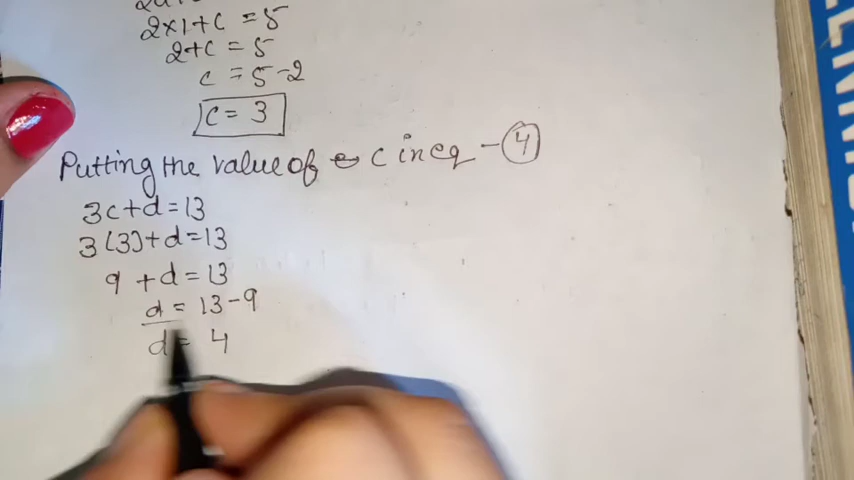 2×1+c = 5
2+c = 5
c = 5-2
c = 3
Putting the value of c in eq - 4
3c+d=13
3(3)+d=13
9 +d=13
d = 13-9
d = 4